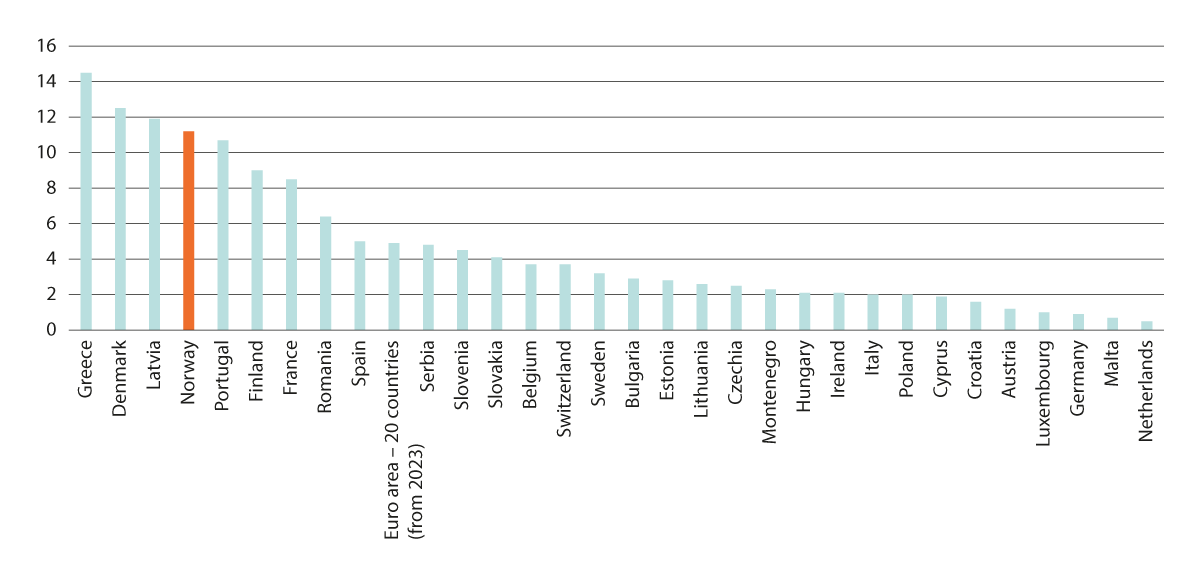 16
14
12
10
8
6
4
2
0
Greece
Denmark
Latvia
Norway
Portugal
Finland
France
Romania
Spain
Euro area – 20 countries
(from 2023)
Serbia
Slovenia
Slovakia
Belgium
Switzerland
Sweden
Bulgaria
Estonia
Lithuania
Czechia
Montenegro
Hungary
Ireland
Italy
Poland
Cyprus
Croatia
Austria
Luxembourg
Germany
Malta
Netherlands